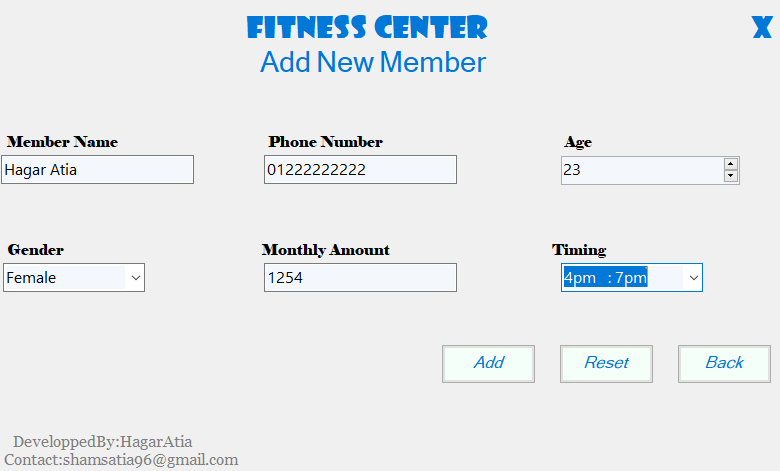 FITNESS CENTER X
Add New Member
Member Name Phone Number Age
Hagar Atia 01222222222 23
Gender Monthly Amount Timing
Female 1254 4pm : 7pm
Add Reset Back
DeveloppedBy:HagarAtia
Contact:shamsatia96@gmail.com